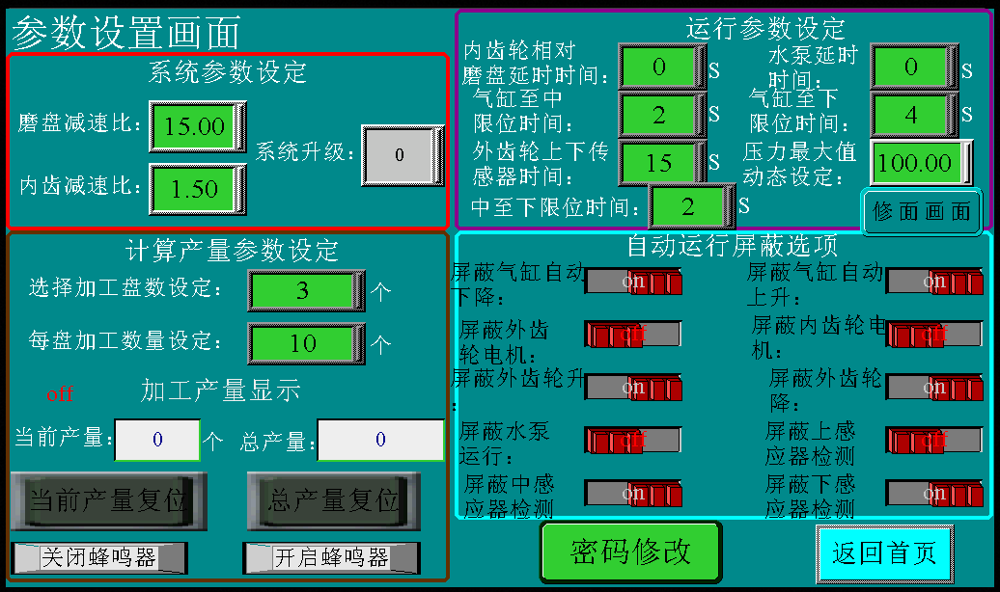 参数设置画面
系统参数设定
磨盘减速比：
15.00
内齿减速比：
1.50
系统升级：
0
运行参数设定
内齿轮相对
磨盘延时时间：
0
S
水泵延时
时间：
0
S
气缸至中
限位时间：
2
S
气缸至下
限位时间：
4
S
外齿轮上下传
感器时间：
15
S
压力最大值
动态设定：
100.00
中至下限位时间：
2
S
修面画面
计算产量参数设定
选择加工盘数设定：
3
个
每盘加工数量设定：
10
个
off
加工产量显示
当前产量：
0
个
总产量：
0
当前产量复位
总产量复位
关闭蜂鸣器
开启蜂鸣器
自动运行屏蔽选项
屏蔽气缸自动
下降：
on
屏蔽气缸自动
上升：
on
屏蔽外齿
轮电机：
off
屏蔽内齿轮电
机：
off
屏蔽外齿轮升
：
on
屏蔽外齿轮
降：
on
屏蔽水泵
运行：
off
屏蔽上感
应器检测
off
屏蔽中感
应器检测
on
屏蔽下感
应器检测
on
密码修改
返回首页